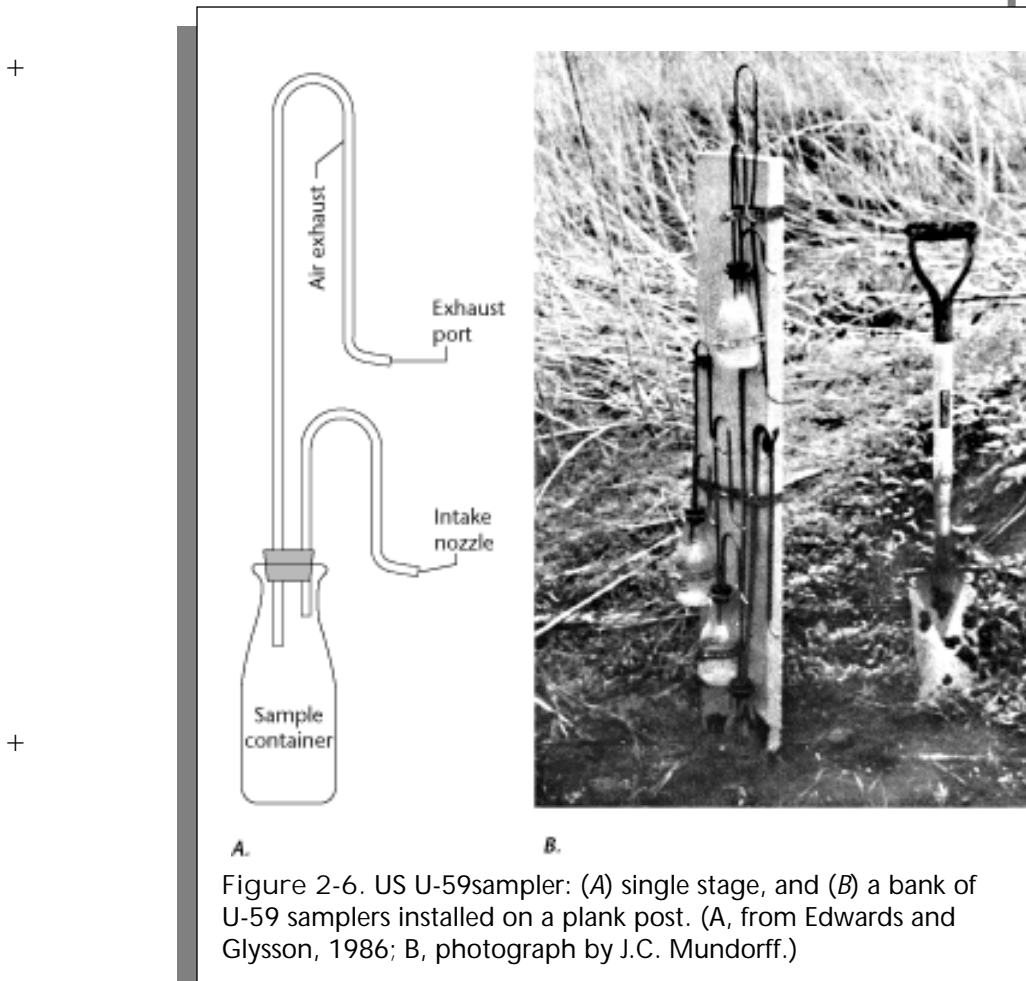 Air exhaust
Exhaust
port
Intake
nozzle
Sample
container
A.
B.
Figure 2-6. US U-59sampler: (A) single stage, and (B) a bank of
U-59 samplers installed on a plank post. (A, from Edwards and
Glysson, 1986; B, photograph by J.C. Mundorff.)